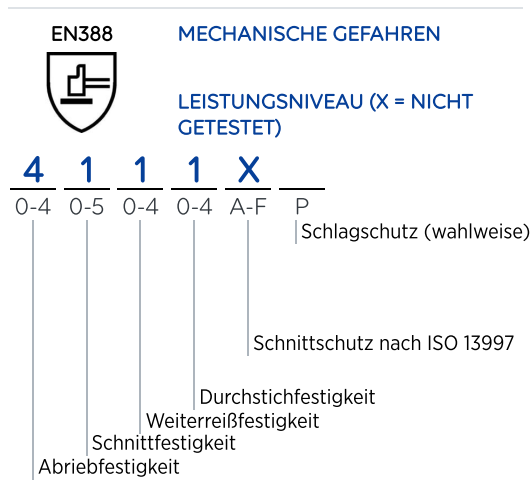 EN388
MECHANISCHE GEFAHREN
LEISTUNGSNIVEAU (X = NICHT
GETESTET)
4 1 1 1 X
0-4 0-5 0-4 0-4 A-F P
Schlagschutz (wahlweise)
Schnittschutz nach ISO 13997
Durchstichfestigkeit
Weiterreißfestigkeit
Schnittfestigkeit
Abriebfestigkeit